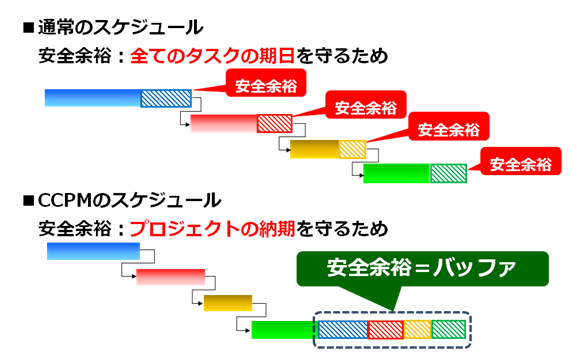 ■通常のスケジュール
安全余裕：全てのタスクの期日を守るため
安全余裕
安全余裕
安全余裕
安全余裕
■CCPMのスケジュール
安全余裕：プロジェクトの納期を守るため
安全余裕＝バッファ